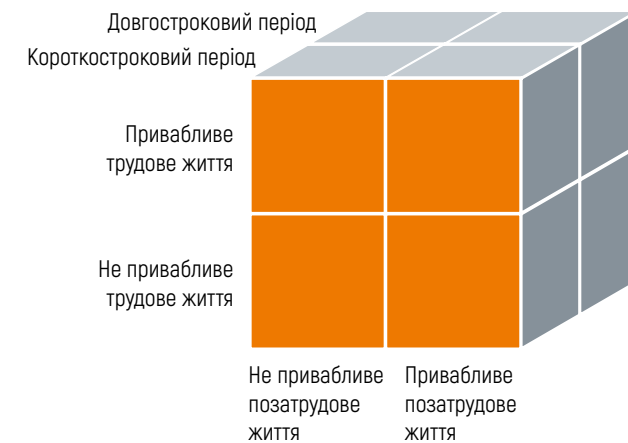 Довгостроковий період
Короткостроковий період
Привабливе
трудове життя
Не привабливе
трудове життя
Не привабливе
позатрудове
життя
Привабливе
позатрудове
життя